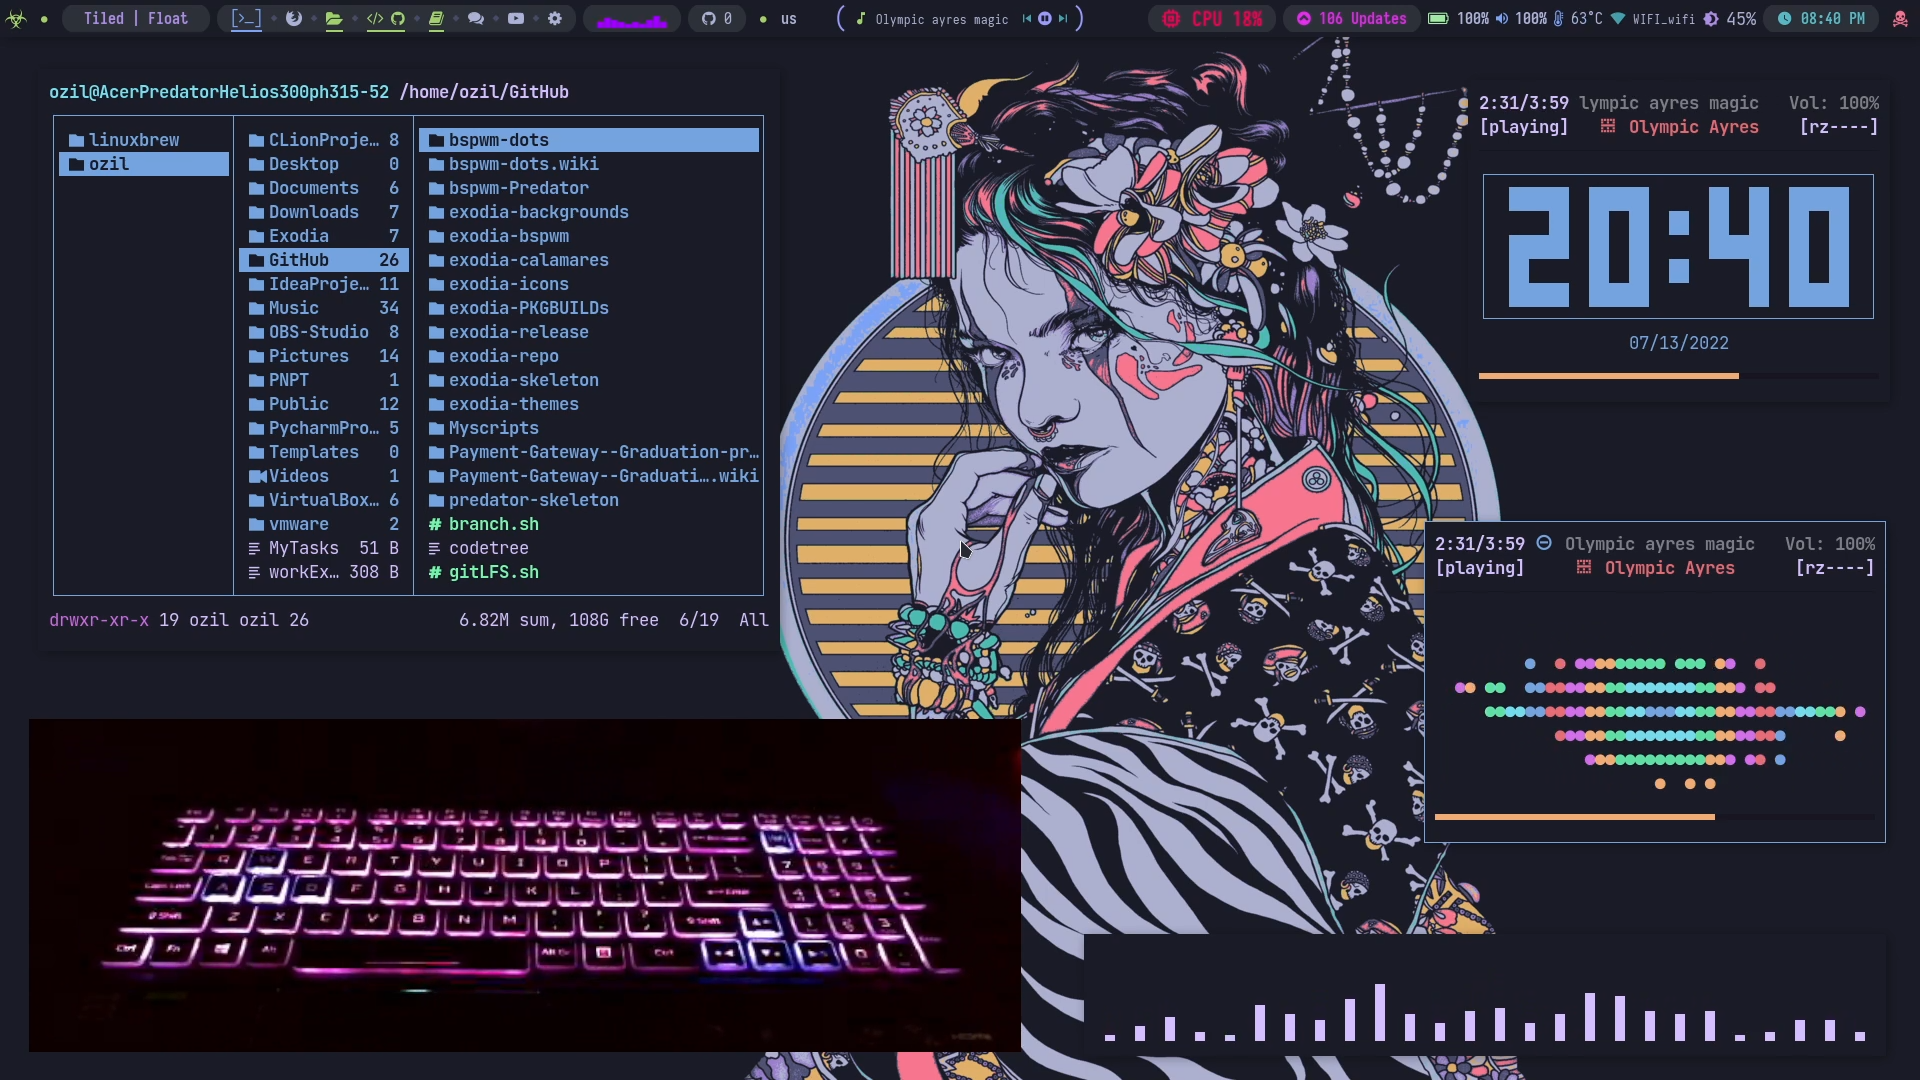 Tiled | Float
0
us
Olympic ayres magic
CPU 18%
106 Updates
100%
100%
63°C
WIFI_wifi
45%
08:40 PM
ozil@AcerPredatorHelios300ph315-52 /home/ozil/GitHub
linuxbrew
ozil
CLionProje… 8
Desktop 0
Documents 6
Downloads 7
Exodia 7
GitHub 26
IdeaProje… 11
Music 34
OBS-Studio 8
Pictures 14
PNPT 1
Public 12
PycharmPro… 5
Templates 0
Videos 1
VirtualBox… 6
vmware 2
MyTasks 51 B
workEx… 308 B
bspwm-dots
bspwm-dots.wiki
bspwm-Predator
exodia-backgrounds
exodia-bspwm
exodia-calamares
exodia-icons
exodia-PKGBUILDs
exodia-release
exodia-repo
exodia-skeleton
exodia-themes
Myscripts
Payment-Gateway--Graduation-pr…
Payment-Gateway--Graduati….wiki
predator-skeleton
# branch.sh
codetree
# gitLFS.sh
drwxr-xr-x 19 ozil ozil 26 6.82M sum, 108G free 6/19 All
2:31/3:59 lympic ayres magic Vol: 100%
[playing] Olympic Ayres [rz----]
20:40
07/13/2022
2:31/3:59 Olympic ayres magic Vol: 100%
[playing] Olympic Ayres [rz----]
Q W E R T Y U I O P
A S D F G H J K L
Z X C V B N M
Ctrl Fn Alt Alt Gr Ctrl